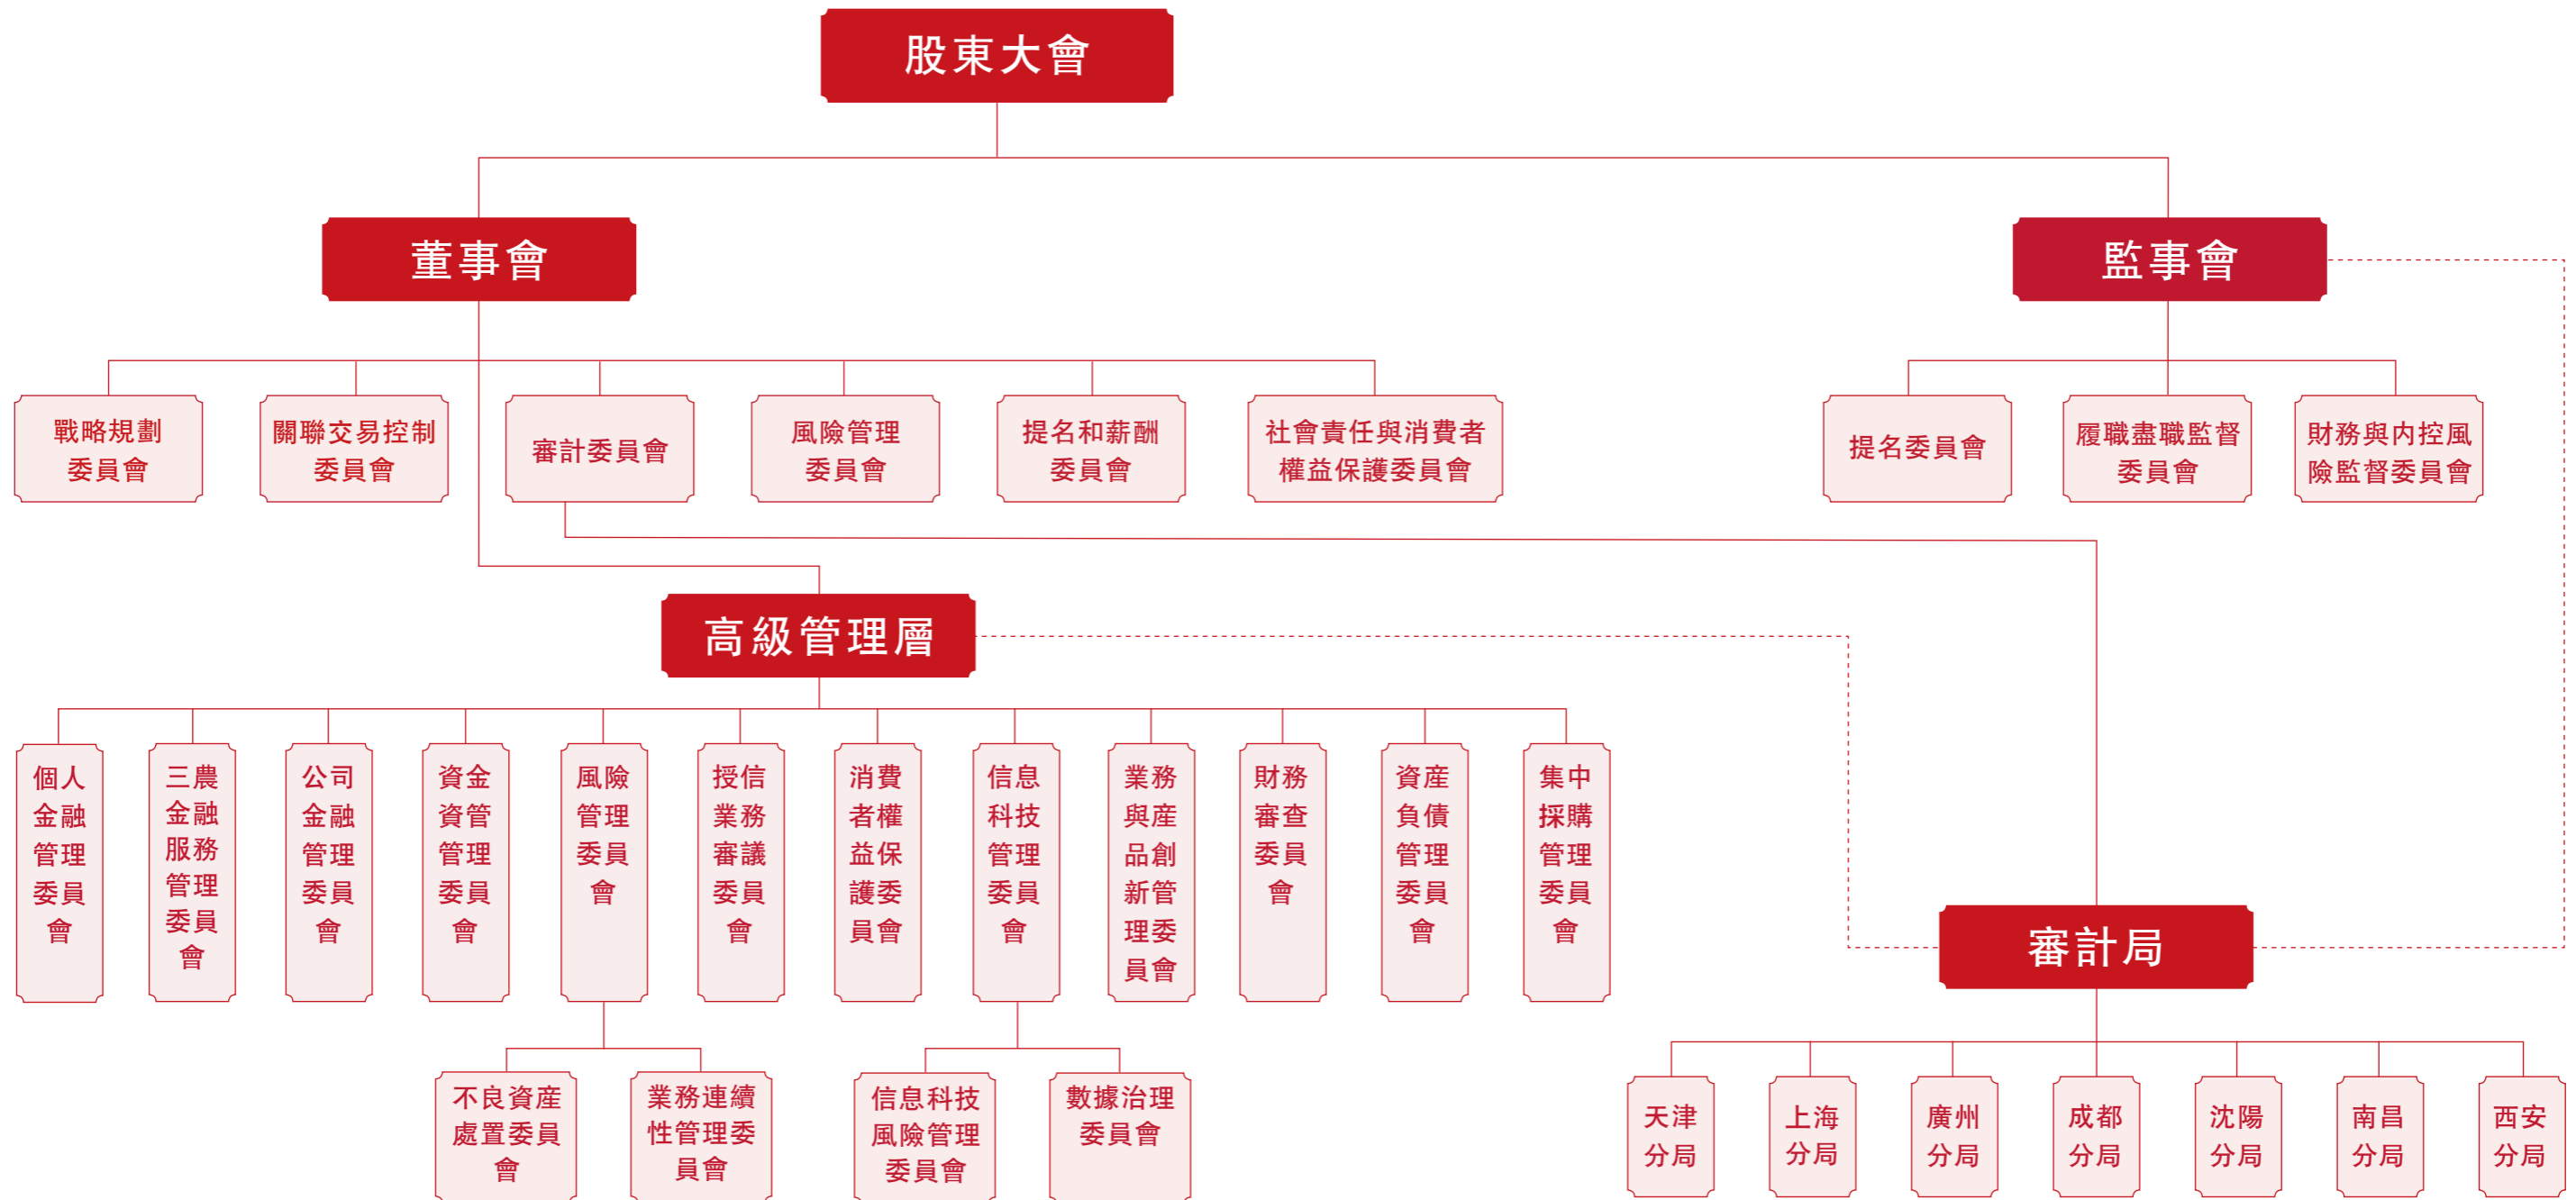 股東大會
董事會
監事會
戰略規劃
委員會
關聯交易控制
委員會
審計委員會
風險管理
委員會
提名和薪酬
委員會
社會責任與消費者
權益保護委員會
提名委員會
履職盡職監督
委員會
財務與内控風
險監督委員會
高級管理層
個人
金融
管理
委員
會
三農
金融
服務
管理
委員
會
公司
金融
管理
委員
會
資金
資管
管理
委員
會
風險
管理
委員
會
授信
業務
審議
委員
會
消費
者權
益保
護委
員會
信息
科技
管理
委員
會
業務
與産
品創
新管
理委
員會
財務
審查
委員
會
資産
負債
管理
委員
會
集中
採購
管理
委員
會
審計局
不良資産
處置委員
會
業務連續
性管理委
員會
信息科技
風險管理
委員會
數據治理
委員會
天津
分局
上海
分局
廣州
分局
成都
分局
沈陽
分局
南昌
分局
西安
分局